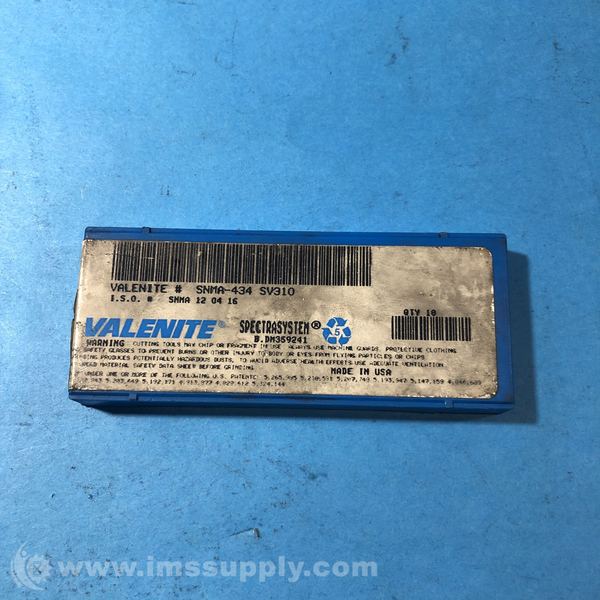 VALENITE # SNMA-434 SV310
I.S.O. # SNMA 12 04 16
QTY 10
VALENITE SPECTRASYSTEM® 5
B.DM359241
WARNING CUTTING TOOLS MAY CHIP OR FRAGMENT IN USE. ALWAYS USE MACHINE GUARDS, PROTECTIVE CLOTHING
SAFETY GLASSES TO PREVENT BURNS OR OTHER INJURY TO BODY OR EYES FROM FLYING PARTICLES OR CHIPS
PRODUCES POTENTIALLY HAZARDOUS DUSTS, TO AVOID ADVERSE HEALTH EFFECTS USE ADEQUATE VENTILATION,
READ MATERIAL SAFETY DATA SHEET BEFORE GRINDING MADE IN USA
UNDER ONE OR MORE OF THE FOLLOWING U.S. PATENTS:
www.imssupply.com